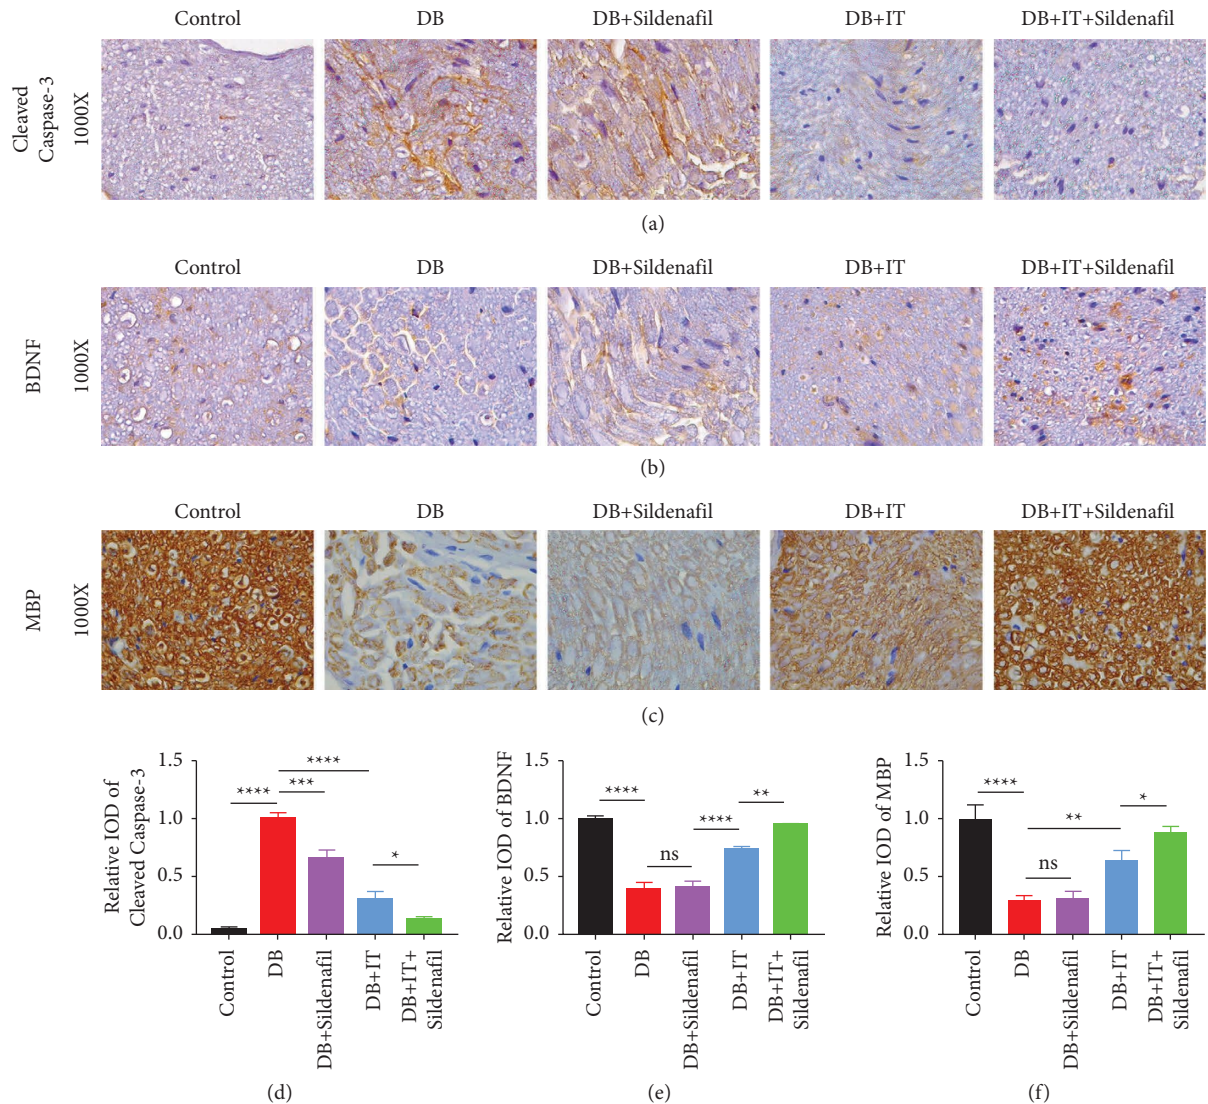 Control DB DB+Sildenafil DB+IT DB+IT+Sildenafil
Cleaved
Caspase-3
1000X
(a)
Control DB DB+Sildenafil DB+IT DB+IT+Sildenafil
BDNF
1000X
(b)
Control DB DB+Sildenafil DB+IT DB+IT+Sildenafil
MBP
1000X
(c)
Relative IOD of
Cleaved Caspase-3
1.5
1.0
0.5
0.0
****
***
****
*
Control
DB
DB+Sildenafil
DB+IT
DB+IT+
Sildenafil
(d)
Relative IOD of BDNF
1.5
1.0
0.5
0.0
****
ns
****
**
Control
DB
DB+Sildenafil
DB+IT
DB+IT+
Sildenafil
(e)
Relative IOD of MBP
1.5
1.0
0.5
0.0
****
ns
**
*
Control
DB
DB+Sildenafil
DB+IT
DB+IT+
Sildenafil
(f)